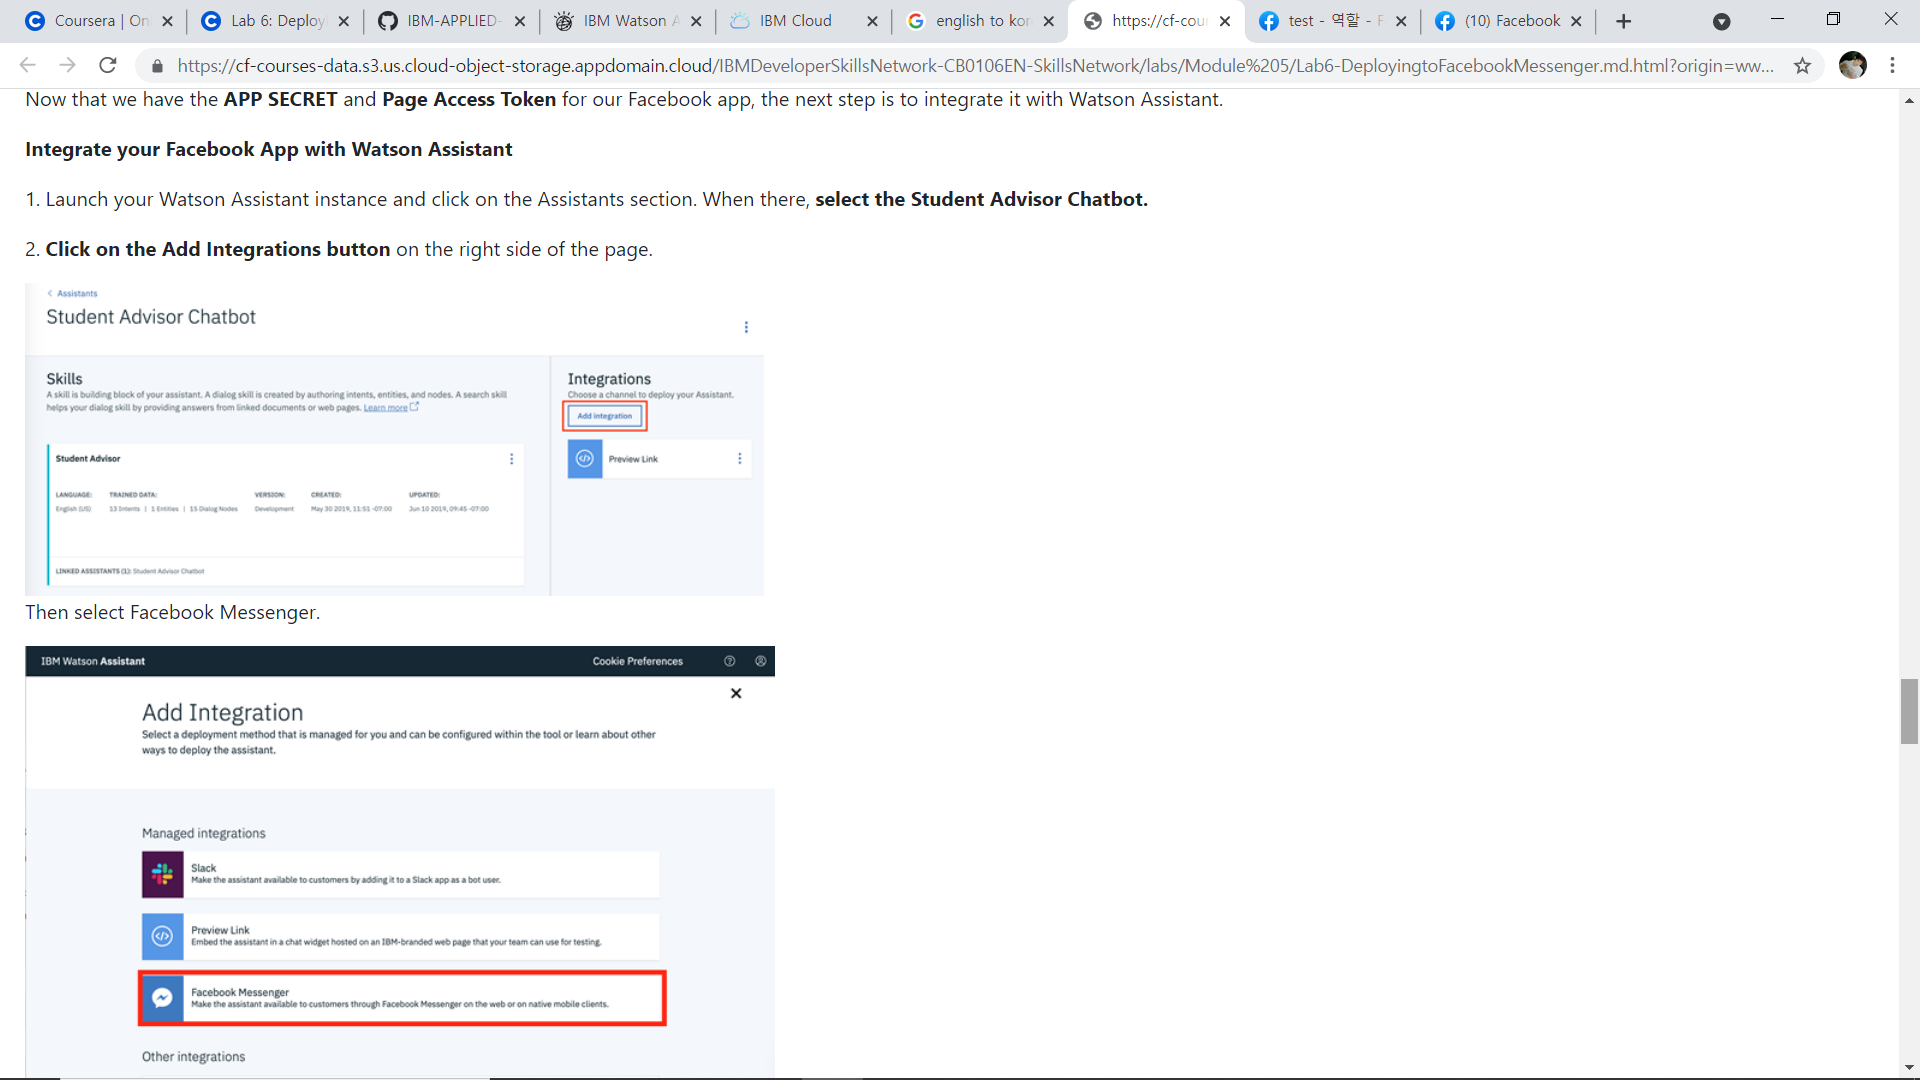 Coursera | On
Lab 6: Deploy
IBM-APPLIED-
IBM Watson A
IBM Cloud
english to kor
https://cf-cour
test - 역할 - F
(10) Facebook
https://cf-courses-data.s3.us.cloud-object-storage.appdomain.cloud/IBMDeveloperSkillsNetwork-CB0106EN-SkillsNetwork/labs/Module%205/Lab6-DeployingtoFacebookMessenger.md.html?origin=ww...
Now that we have the APP SECRET and Page Access Token for our Facebook app, the next step is to integrate it with Watson Assistant.
Integrate your Facebook App with Watson Assistant
1. Launch your Watson Assistant instance and click on the Assistants section. When there, select the Student Advisor Chatbot.
2. Click on the Add Integrations button on the right side of the page.
< Assistants
Student Advisor Chatbot
Skills
A skill is building block of your assistant. A dialog skill is created by authoring intents, entities, and nodes. A search skill
helps your dialog skill by providing answers from linked documents or web pages. Learn more
Integrations
Choose a channel to deploy your Assistant.
Add integration
Preview Link
Student Advisor
LANGUAGE: TRAINED DATA: VERSION: CREATED: UPDATED:
English (US) 13 Intents | 1 Entities | 15 Dialog Nodes Development May 30 2019, 11:51 -07:00 Jun 10 2019, 09:45 -07:00
LINKED ASSISTANTS (1): Student Advisor Chatbot
Then select Facebook Messenger.
IBM Watson Assistant
Cookie Preferences
Add Integration
Select a deployment method that is managed for you and can be configured within the tool or learn about other
ways to deploy the assistant.
Managed integrations
Slack
Make the assistant available to customers by adding it to a Slack app as a bot user.
Preview Link
Embed the assistant in a chat widget hosted on an IBM-branded web page that your team can use for testing.
Facebook Messenger
Make the assistant available to customers through Facebook Messenger on the web or on native mobile clients.
Other integrations